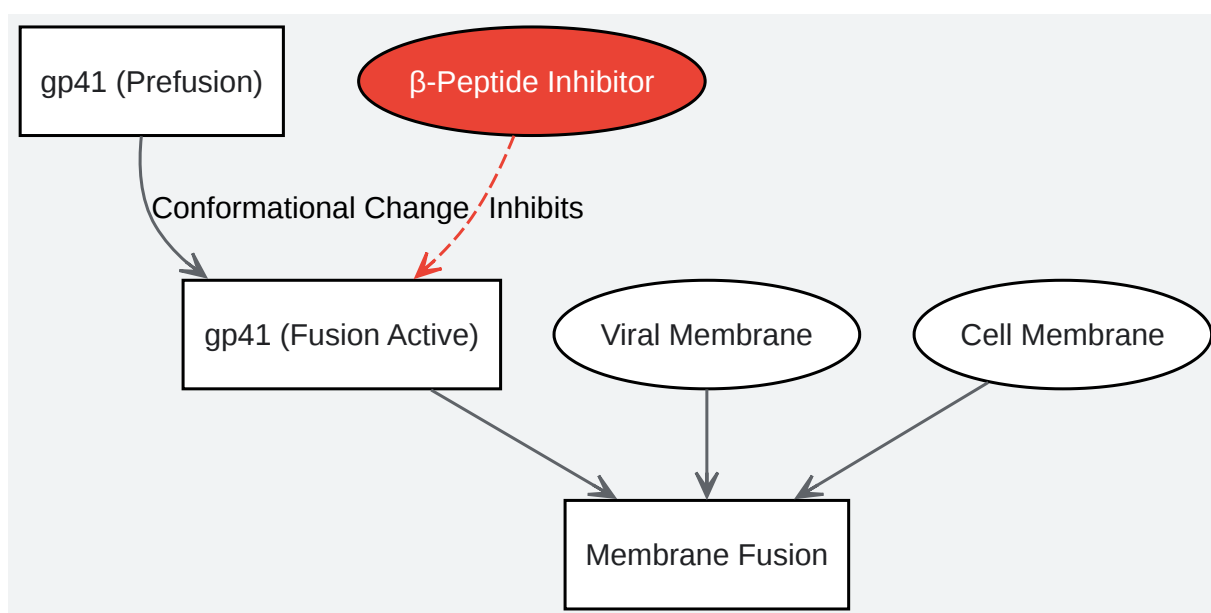 gp41 (Prefusion)
β-Peptide Inhibitor
Conformational Change
Inhibits
gp41 (Fusion Active)
Viral Membrane
Cell Membrane
Membrane Fusion